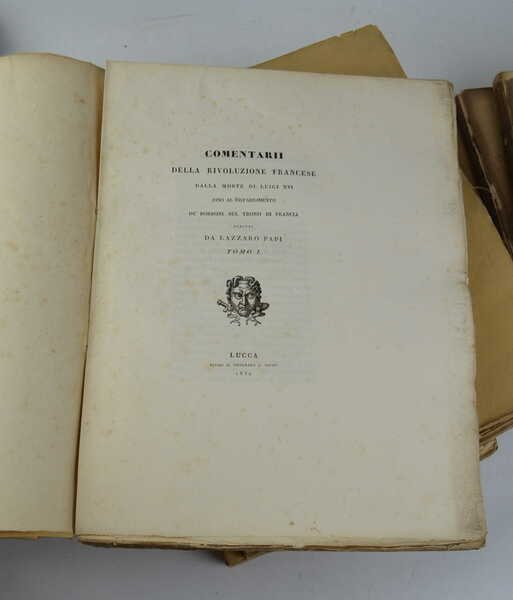 COMENTARII
DELLA RIVOLUZIONE FRANCESE
DALLA MORTE DI LUIGI XVI
FINO AL RISTABILIMENTO
DE' BORBONI SUL TRONO DI FRANCIA
SCRITTI
DA LAZZARO PAPI
TOMO I.
LUCCA